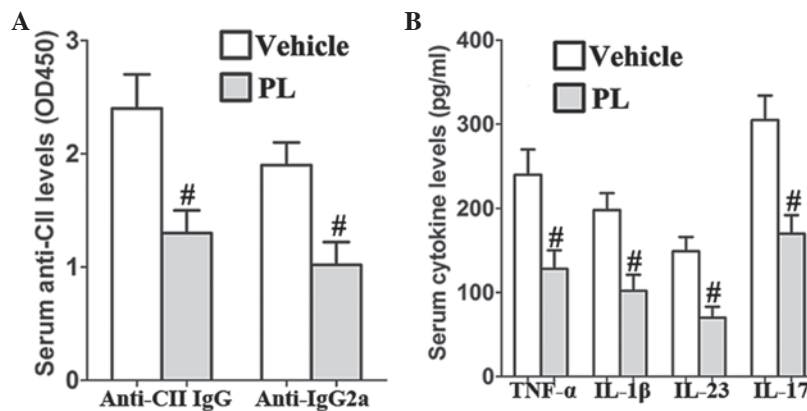 A
Serum anti-CII levels (OD450)
3
2
1
0
Vehicle
PL
#
#
Anti-CII IgG
Anti-IgG2a
B
Serum cytokine levels (pg/ml)
400
300
200
100
0
Vehicle
PL
#
#
#
#
TNF-α
IL-1β
IL-23
IL-17